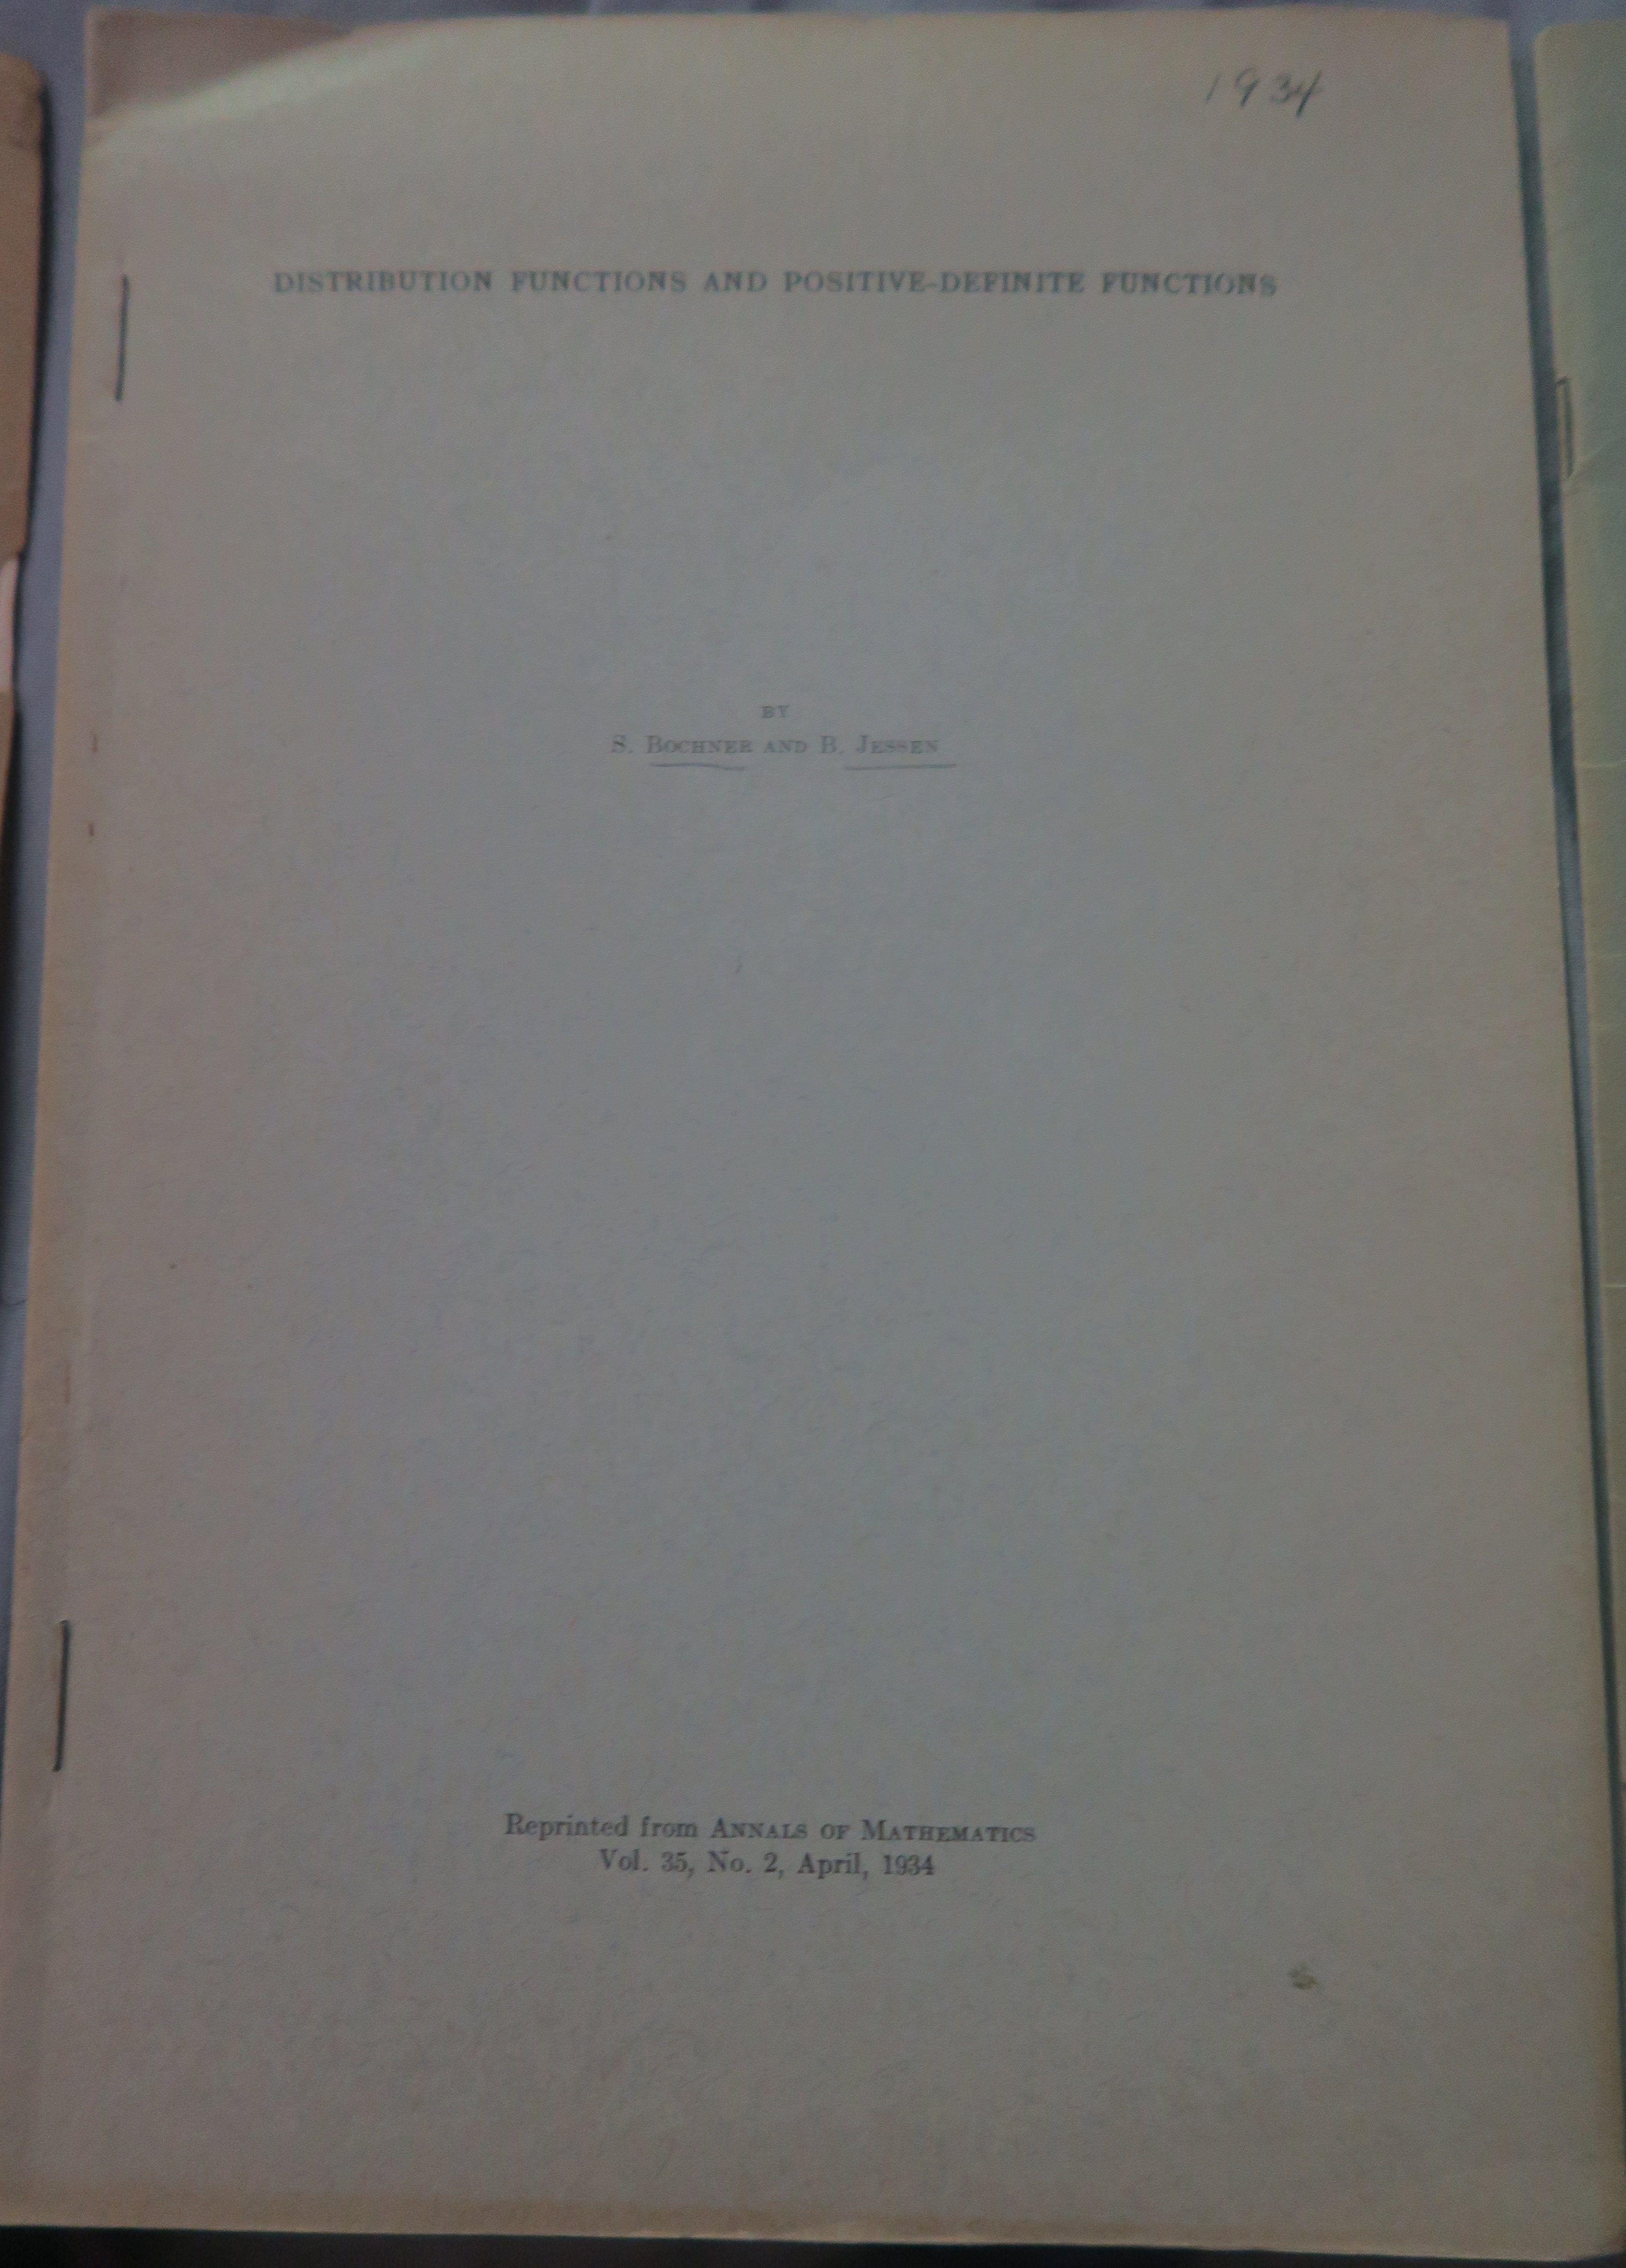 1934
DISTRIBUTION FUNCTIONS AND POSITIVE-DEFINITE FUNCTIONS
BY
S. BOCHNER AND B. JESSEN
Reprinted from ANNALS OF MATHEMATICS
Vol. 35, No. 2, April, 1934